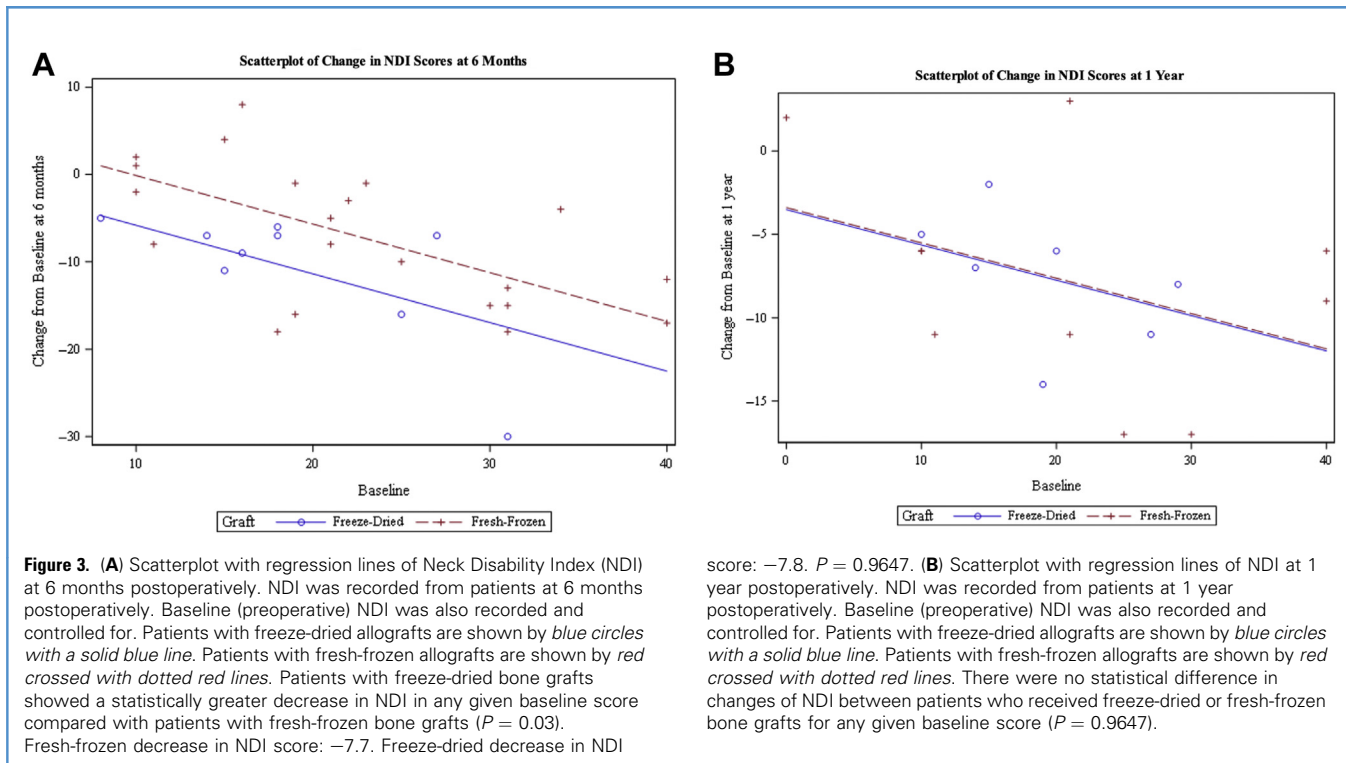 A
Scatterplot of Change in NDI Scores at 6 Months
10
0
−10
−20
−30
Change from Baseline at 6 months
10 20 30 40
Baseline
Graft Freeze-Dried Fresh-Frozen
B
Scatterplot of Change in NDI Scores at 1 Year
0
−5
−10
−15
Change from Baseline at 1 year
0 10 20 30 40
Baseline
Graft Freeze-Dried Fresh-Frozen
Figure 3. (A) Scatterplot with regression lines of Neck Disability Index (NDI)
at 6 months postoperatively. NDI was recorded from patients at 6 months
postoperatively. Baseline (preoperative) NDI was also recorded and
controlled for. Patients with freeze-dried allografts are shown by blue circles
with a solid blue line. Patients with fresh-frozen allografts are shown by red
crossed with dotted red lines. Patients with freeze-dried bone grafts
showed a statistically greater decrease in NDI in any given baseline score
compared with patients with fresh-frozen bone grafts (P = 0.03).
Fresh-frozen decrease in NDI score: −7.7. Freeze-dried decrease in NDI
score: −7.8. P = 0.9647. (B) Scatterplot with regression lines of NDI at 1
year postoperatively. NDI was recorded from patients at 1 year
postoperatively. Baseline (preoperative) NDI was also recorded and
controlled for. Patients with freeze-dried allografts are shown by blue circles
with a solid blue line. Patients with fresh-frozen allografts are shown by red
crossed with dotted red lines. There were no statistical difference in
changes of NDI between patients who received freeze-dried or fresh-frozen
bone grafts for any given baseline score (P = 0.9647).